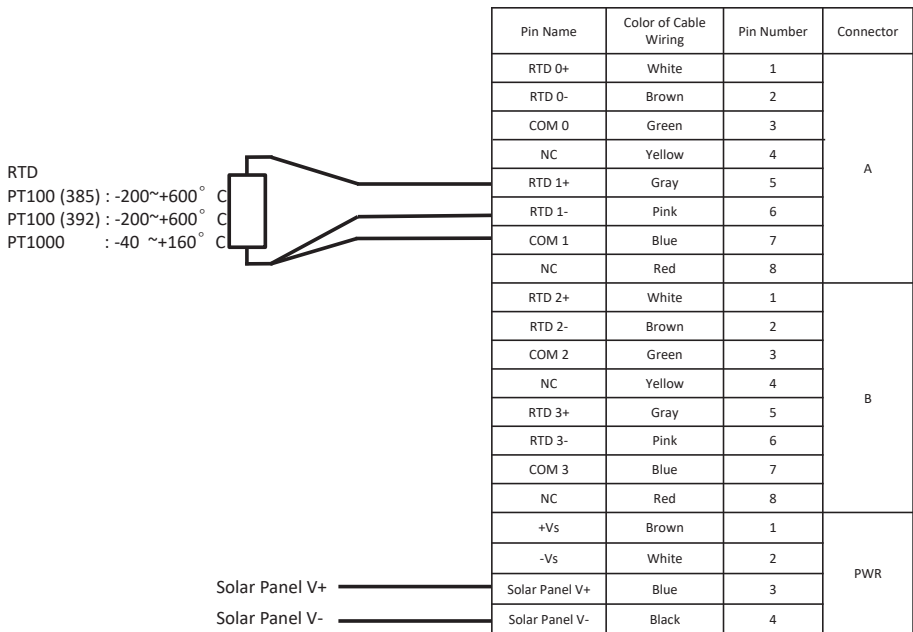 Pin Name Color of Cable Wiring Pin Number Connector
RTD 0+ White 1
RTD 0- Brown 2
COM 0 Green 3
NC Yellow 4
A
RTD 1+ Gray 5
RTD 1- Pink 6
COM 1 Blue 7
NC Red 8
RTD
PT100 (385) : -200~+600° C
PT100 (392) : -200~+600° C
PT1000 : -40 ~+160° C
RTD 2+ White 1
RTD 2- Brown 2
COM 2 Green 3
NC Yellow 4
B
RTD 3+ Gray 5
RTD 3- Pink 6
COM 3 Blue 7
NC Red 8
+Vs Brown 1
-Vs White 2
PWR
Solar Panel V+ Solar Panel V+ Blue 3
Solar Panel V- Solar Panel V- Black 4